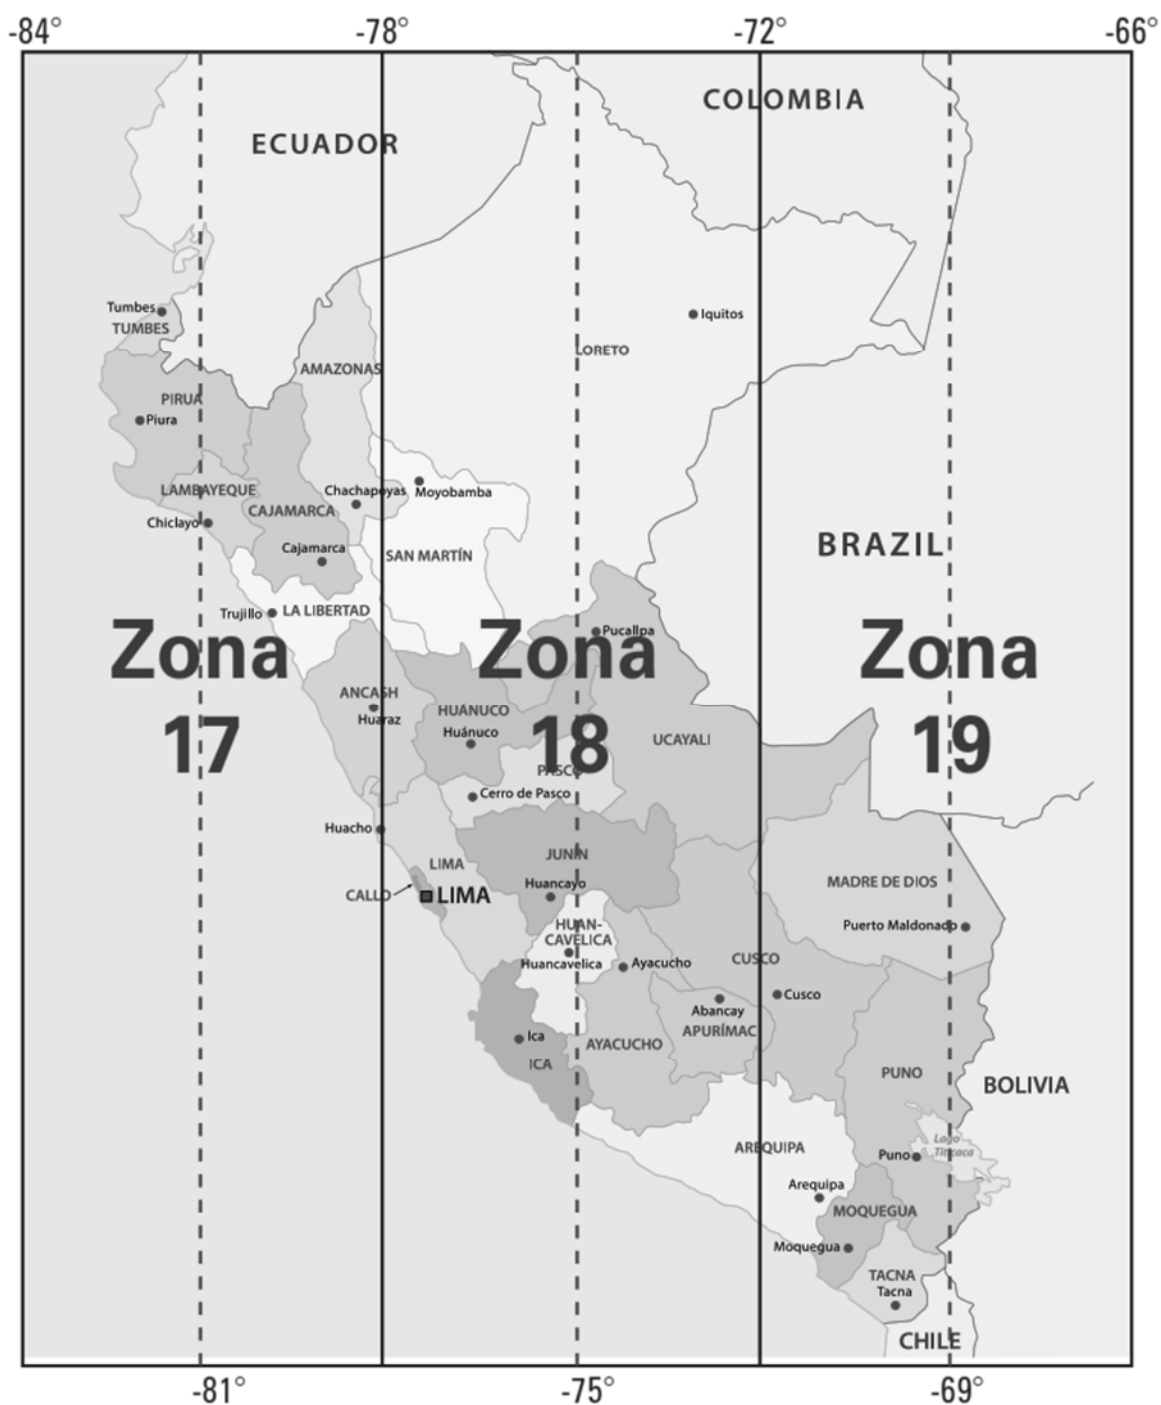 -84° -78° -72° -66°
COLOMBIA
ECUADOR
Tumbes
TUMBES
Iquitos
LORETO
AMAZONAS
PIRUA
Piura
LAMBAYEQUE
Chachapoyas
Moyobamba
CAJAMARCA
Chiclayo
BRAZIL
Cajamarca
SAN MARTÍN
Trujillo
LA LIBERTAD
Pucallpa
Zona
17
Zona
18
Zona
19
ANCASH
Huaraz
HUÁNUCO
Huánuco
UCAYALI
PASCO
Cerro de Pasco
Huacho
JUNÍN
LIMA
Huancayo
CALLO
LIMA
MADRE DE DIOS
Puerto Maldonado
HUAN-
CAVELICA
Huancavelica
Ayacucho
CUSCO
Cusco
Abancay
APURÍMAC
Ica
ICA
AYACUCHO
PUNO
BOLIVIA
Lago
Titicaca
Puno
AREQUIPA
Arequipa
MOQUEGUA
Moquegua
TACNA
Tacna
CHILE
-81° -75° -69°